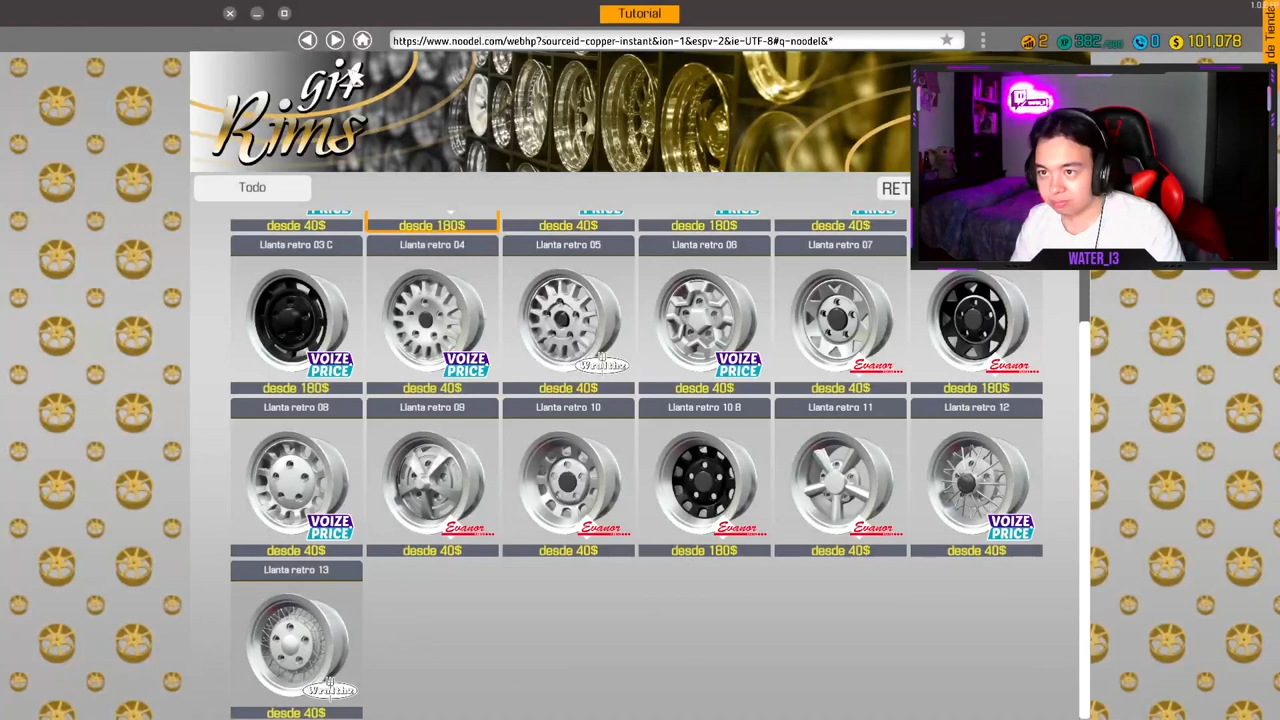 Tutorial
https://www.noodel.com/webhp?sourceid-copper-instant&ion-1&espv-2&ie-UTF-8#q-noodel&*
2
XP 382
0
$ 101,078
de Tienda
git
Rims
Todo
RET
WATER_I3
desde 40$ desde 180$ desde 40$ desde 180$ desde 40$
Llanta retro 03 C Llanta retro 04 Llanta retro 05 Llanta retro 06 Llanta retro 07
VOIZE PRICE VOIZE PRICE Wraithe VOIZE PRICE Evanor Evanor
desde 180$ desde 40$ desde 40$ desde 40$ desde 40$ desde 180$
Llanta retro 08 Llanta retro 09 Llanta retro 10 Llanta retro 10 B Llanta retro 11 Llanta retro 12
VOIZE PRICE Evanor Evanor Evanor Evanor VOIZE PRICE
desde 40$ desde 40$ desde 40$ desde 180$ desde 40$ desde 40$
Llanta retro 13
Wraithe
desde 40$